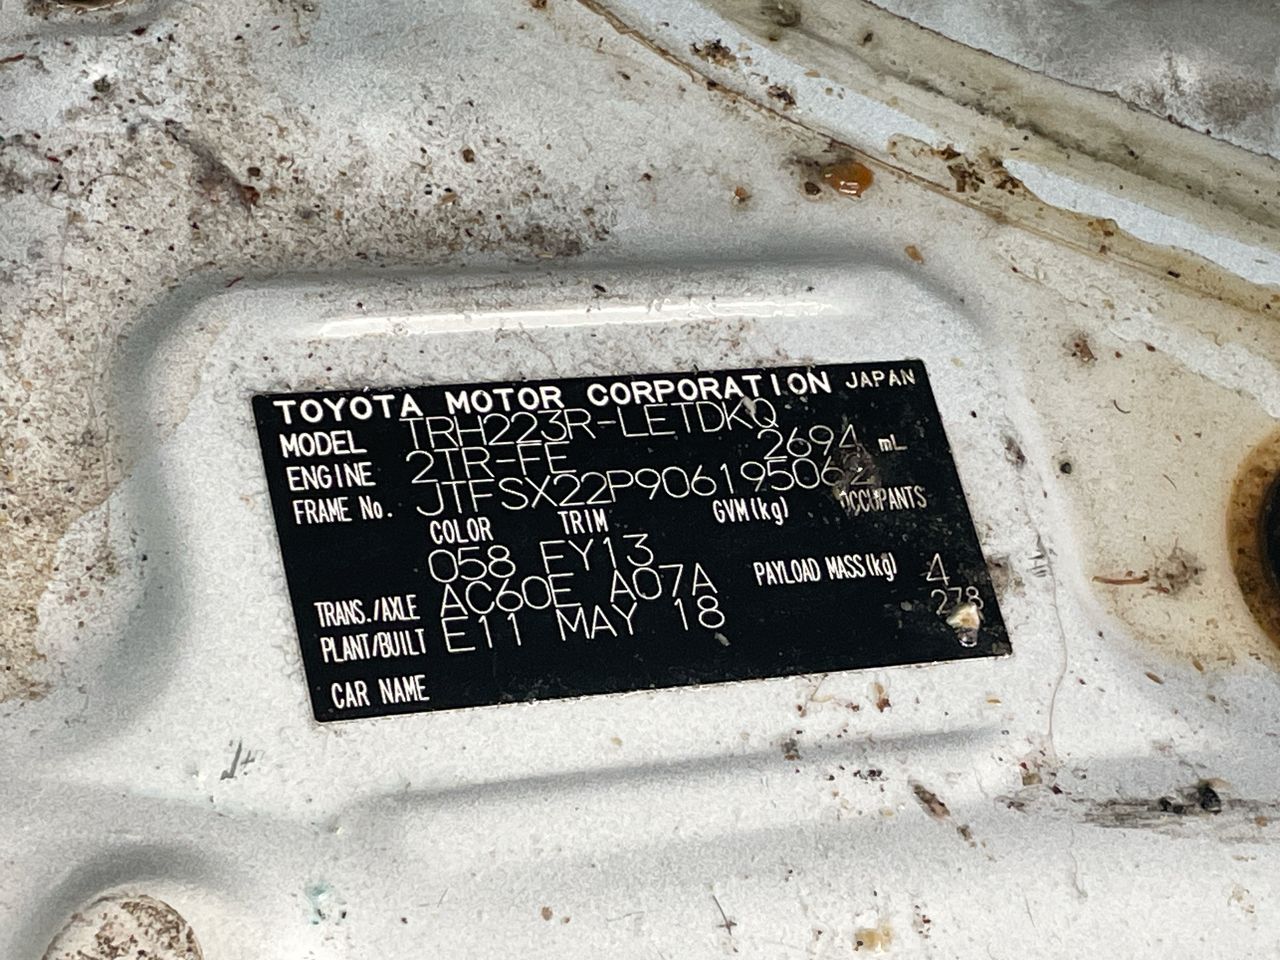 TOYOTA MOTOR CORPORATION JAPAN
MODEL TRH223R-LETDKQ
ENGINE 2TR-FE 2694 mL
FRAME No. JTFSX22P906195062
COLOR TRIM GVM(kg) OCCUPANTS
058 FY13
TRANS./AXLE AC60E A07A PAYLOAD MASS(kg) 4
PLANT/BUILT E11 MAY 18 278
CAR NAME